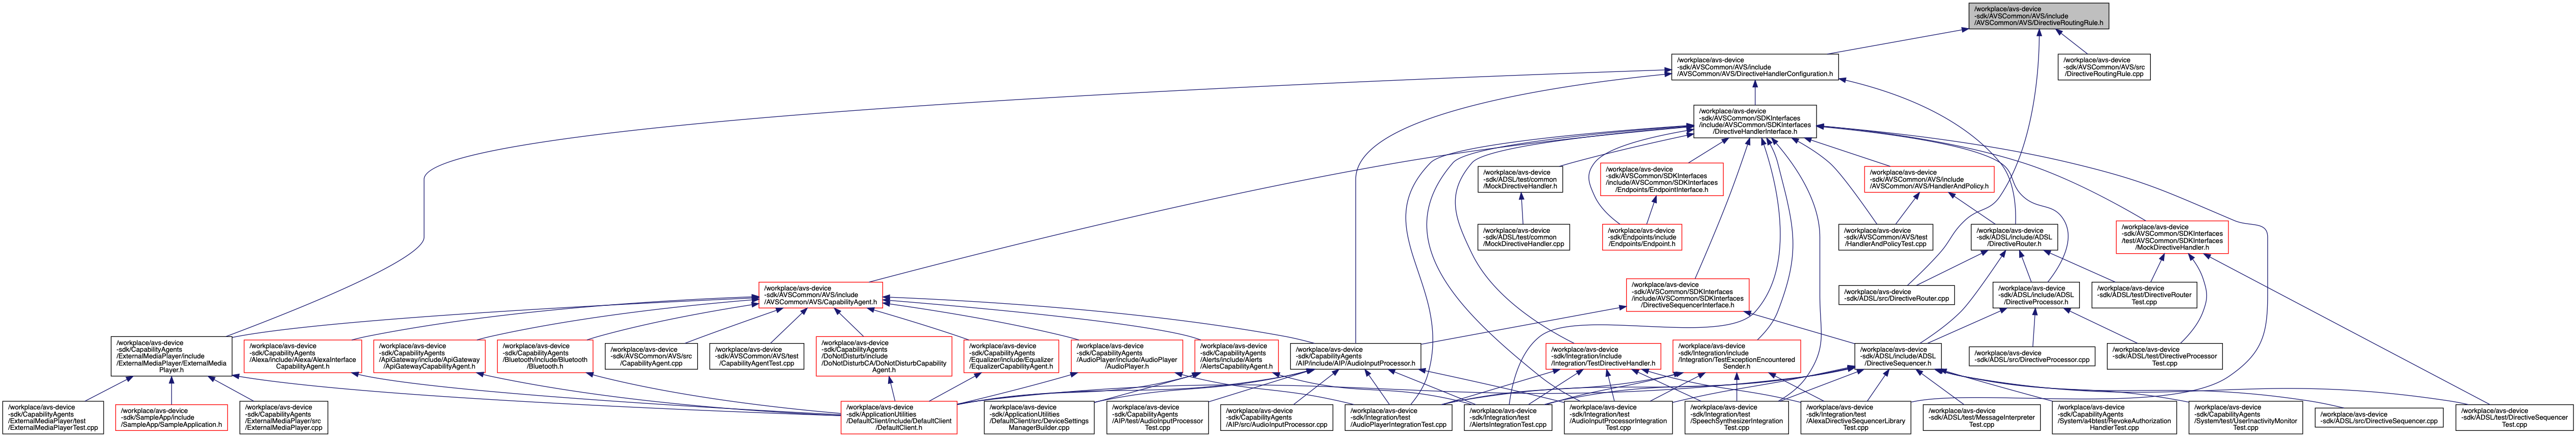 /workplace/avs-device
-sdk/AVSCommon/AVS/include
/AVSCommon/AVS/DirectiveRoutingRule.h
/workplace/avs-device
-sdk/AVSCommon/AVS/include
/AVSCommon/AVS/DirectiveHandlerConfiguration.h
/workplace/avs-device
-sdk/AVSCommon/AVS/src
/DirectiveRoutingRule.cpp
/workplace/avs-device
-sdk/AVSCommon/SDKInterfaces
/include/AVSCommon/SDKInterfaces
/DirectiveHandlerInterface.h
/workplace/avs-device
-sdk/ADSL/test/common
/MockDirectiveHandler.h
/workplace/avs-device
-sdk/AVSCommon/SDKInterfaces
/include/AVSCommon/SDKInterfaces
/Endpoints/EndpointInterface.h
/workplace/avs-device
-sdk/AVSCommon/AVS/include
/AVSCommon/AVS/HandlerAndPolicy.h
/workplace/avs-device
-sdk/ADSL/test/common
/MockDirectiveHandler.cpp
/workplace/avs-device
-sdk/Endpoints/include
/Endpoints/Endpoint.h
/workplace/avs-device
-sdk/AVSCommon/AVS/test
/HandlerAndPolicyTest.cpp
/workplace/avs-device
-sdk/ADSL/include/ADSL
/DirectiveRouter.h
/workplace/avs-device
-sdk/AVSCommon/SDKInterfaces
/test/AVSCommon/SDKInterfaces
/MockDirectiveHandler.h
/workplace/avs-device
-sdk/AVSCommon/AVS/include
/AVSCommon/AVS/CapabilityAgent.h
/workplace/avs-device
-sdk/AVSCommon/SDKInterfaces
/include/AVSCommon/SDKInterfaces
/DirectiveSequencerInterface.h
/workplace/avs-device
-sdk/ADSL/src/DirectiveRouter.cpp
/workplace/avs-device
-sdk/ADSL/include/ADSL
/DirectiveProcessor.h
/workplace/avs-device
-sdk/ADSL/test/DirectiveRouter
Test.cpp
/workplace/avs-device
-sdk/CapabilityAgents
/ExternalMediaPlayer/include
/ExternalMediaPlayer/ExternalMedia
Player.h
/workplace/avs-device
-sdk/CapabilityAgents
/Alexa/include/Alexa/AlexaInterface
CapabilityAgent.h
/workplace/avs-device
-sdk/CapabilityAgents
/ApiGateway/include/ApiGateway
/ApiGatewayCapabilityAgent.h
/workplace/avs-device
-sdk/CapabilityAgents
/Bluetooth/include/Bluetooth
/Bluetooth.h
/workplace/avs-device
-sdk/AVSCommon/AVS/src
/CapabilityAgent.cpp
/workplace/avs-device
-sdk/AVSCommon/AVS/test
/CapabilityAgentTest.cpp
/workplace/avs-device
-sdk/CapabilityAgents
/DoNotDisturb/include
/DoNotDisturbCA/DoNotDisturbCapability
Agent.h
/workplace/avs-device
-sdk/CapabilityAgents
/Equalizer/include/Equalizer
/EqualizerCapabilityAgent.h
/workplace/avs-device
-sdk/CapabilityAgents
/AudioPlayer/include/AudioPlayer
/AudioPlayer.h
/workplace/avs-device
-sdk/CapabilityAgents
/Alerts/include/Alerts
/AlertsCapabilityAgent.h
/workplace/avs-device
-sdk/CapabilityAgents
/AIP/include/AIP/AudioInputProcessor.h
/workplace/avs-device
-sdk/Integration/include
/Integration/TestDirectiveHandler.h
/workplace/avs-device
-sdk/Integration/include
/Integration/TestExceptionEncountered
Sender.h
/workplace/avs-device
-sdk/ADSL/include/ADSL
/DirectiveSequencer.h
/workplace/avs-device
-sdk/ADSL/src/DirectiveProcessor.cpp
/workplace/avs-device
-sdk/ADSL/test/DirectiveProcessor
Test.cpp
/workplace/avs-device
-sdk/CapabilityAgents
/ExternalMediaPlayer/test
/ExternalMediaPlayerTest.cpp
/workplace/avs-device
-sdk/SampleApp/include
/SampleApp/SampleApplication.h
/workplace/avs-device
-sdk/CapabilityAgents
/ExternalMediaPlayer/src
/ExternalMediaPlayer.cpp
/workplace/avs-device
-sdk/ApplicationUtilities
/DefaultClient/include/DefaultClient
/DefaultClient.h
/workplace/avs-device
-sdk/ApplicationUtilities
/DefaultClient/src/DeviceSettings
ManagerBuilder.cpp
/workplace/avs-device
-sdk/CapabilityAgents
/AIP/test/AudioInputProcessor
Test.cpp
/workplace/avs-device
-sdk/CapabilityAgents
/AIP/src/AudioInputProcessor.cpp
/workplace/avs-device
-sdk/Integration/test
/AudioPlayerIntegrationTest.cpp
/workplace/avs-device
-sdk/Integration/test
/AlertsIntegrationTest.cpp
/workplace/avs-device
-sdk/Integration/test
/AudioInputProcessorIntegration
Test.cpp
/workplace/avs-device
-sdk/Integration/test
/SpeechSynthesizerIntegration
Test.cpp
/workplace/avs-device
-sdk/Integration/test
/AlexaDirectiveSequencerLibrary
Test.cpp
/workplace/avs-device
-sdk/ADSL/test/MessageInterpreter
Test.cpp
/workplace/avs-device
-sdk/CapabilityAgents
/System/a4btest/RevokeAuthorization
HandlerTest.cpp
/workplace/avs-device
-sdk/CapabilityAgents
/System/test/UserInactivityMonitor
Test.cpp
/workplace/avs-device
-sdk/ADSL/src/DirectiveSequencer.cpp
/workplace/avs-device
-sdk/ADSL/test/DirectiveSequencer
Test.cpp